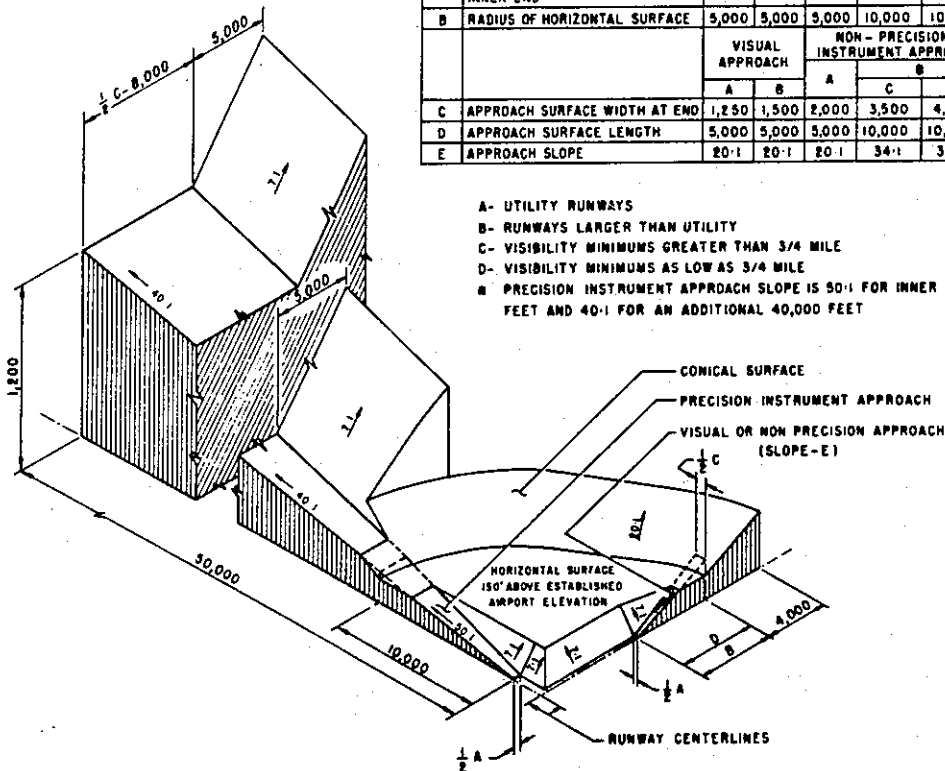 B RADIUS OF HORIZONTAL SURFACE 5,000 5,000 5,000 10,000
VISUAL APPROACH
NON - PRECISION
A
B
A B C
C APPROACH SURFACE WIDTH AT END 1,250 1,500 2,000 3,500
D APPROACH SURFACE LENGTH 5,000 5,000 5,000 10,000
E APPROACH SLOPE 20·1 20·1 20·1 34·1
A- UTILITY RUNWAYS
B- RUNWAYS LARGER THAN UTILITY
C- VISIBILITY MINIMUMS GREATER THAN 3/4 MILE
D- VISIBILITY MINIMUMS AS LOW AS 3/4 MILE
PRECISION INSTRUMENT APPROACH SLOPE IS 50·1 FOR INNER
FEET AND 40·1 FOR AN ADDITIONAL 40,000 FEET
5,000
1/2 C-8,000
7:1
40·1
5,000
1,200
7:1
40·1
CONICAL SURFACE
PRECISION INSTRUMENT APPROACH
VISUAL OR NON PRECISION APPROACH
(SLOPE-E)
1/2 C
20:1
HORIZONTAL SURFACE
150' ABOVE ESTABLISHED
AIRPORT ELEVATION
50,000
50:1
10,000
7:1
7:1
7:1
7:1
4,000
D
B
1/2 A
RUNWAY CENTERLINES
1/2 A